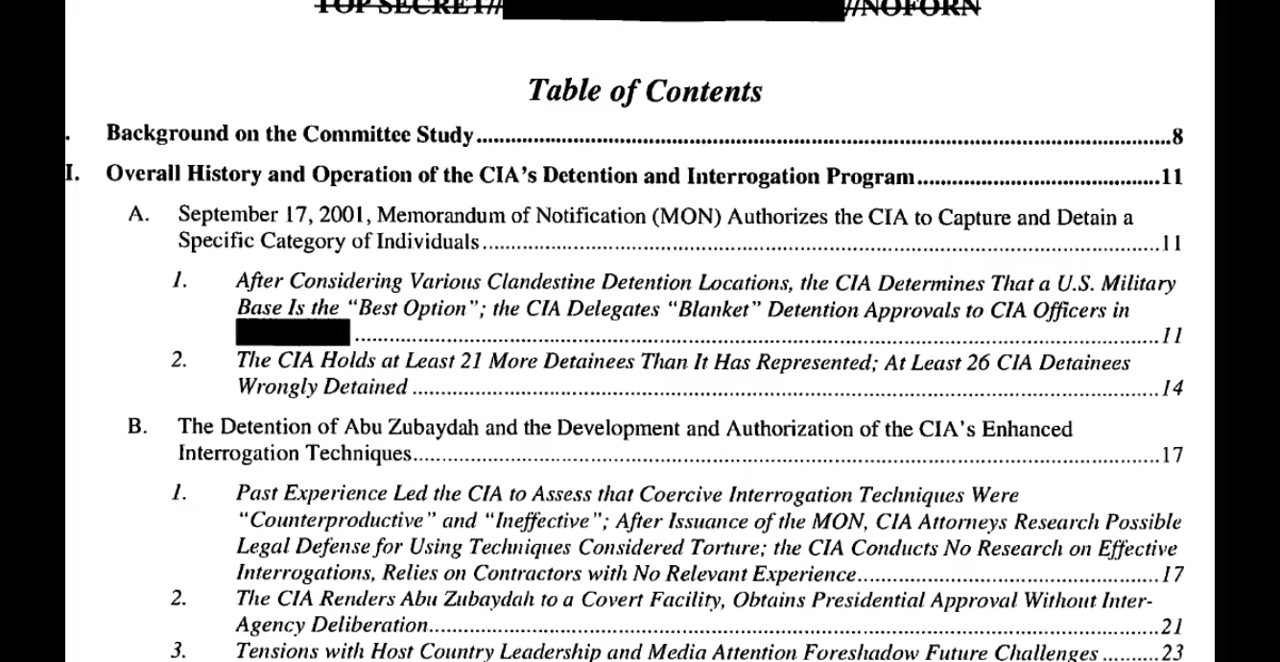 TOP SECRET//
//NOFORN
Table of Contents
. Background on the Committee Study 8
I. Overall History and Operation of the CIA's Detention and Interrogation Program 11
A. September 17, 2001, Memorandum of Notification (MON) Authorizes the CIA to Capture and Detain a
Specific Category of Individuals 11
1. After Considering Various Clandestine Detention Locations, the CIA Determines That a U.S. Military
Base Is the "Best Option"; the CIA Delegates "Blanket" Detention Approvals to CIA Officers in
11
2. The CIA Holds at Least 21 More Detainees Than It Has Represented; At Least 26 CIA Detainees
Wrongly Detained 14
B. The Detention of Abu Zubaydah and the Development and Authorization of the CIA's Enhanced
Interrogation Techniques 17
1. Past Experience Led the CIA to Assess that Coercive Interrogation Techniques Were
"Counterproductive" and "Ineffective"; After Issuance of the MON, CIA Attorneys Research Possible
Legal Defense for Using Techniques Considered Torture; the CIA Conducts No Research on Effective
Interrogations, Relies on Contractors with No Relevant Experience 17
2. The CIA Renders Abu Zubaydah to a Covert Facility, Obtains Presidential Approval Without Inter-
Agency Deliberation 21
3. Tensions with Host Country Leadership and Media Attention Foreshadow Future Challenges 23